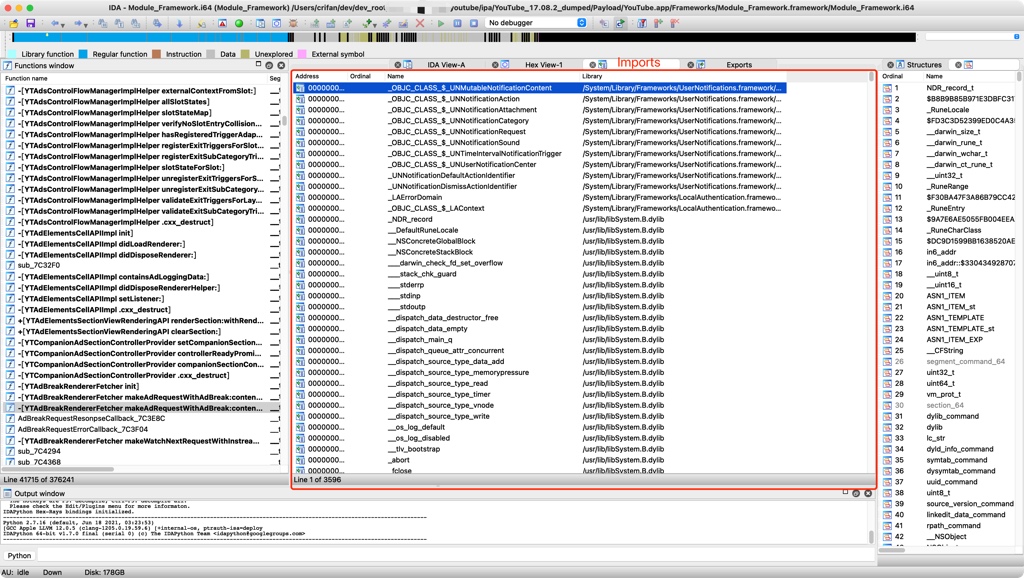 IDA - Module_Framework.i64 (Module_Framework) /Users/crifan/dev/dev_root
youtube/ipa/YouTube_17.08.2_dumped/Payload/YouTube.app/Frameworks/Module_Framework.framework/Module_Framework.i64
No debugger
Library function Regular function Instruction Data Unexplored External symbol
Functions window
IDA View-A Hex View-1 Imports Exports Structures
Function name Seg
-[YTAdsControlFlowManagerImplHelper externalContextFromSlot:]
-[YTAdsControlFlowManagerImplHelper allSlotStates]
-[YTAdsControlFlowManagerImplHelper slotStateMap]
-[YTAdsControlFlowManagerImplHelper verifyNoSlotEntryCollision...
-[YTAdsControlFlowManagerImplHelper hasRegisteredTriggerAdap...
-[YTAdsControlFlowManagerImplHelper registerExitTriggersForSlot...
-[YTAdsControlFlowManagerImplHelper registerExitSubCategoryTri...
-[YTAdsControlFlowManagerImplHelper slotStateForSlot:]
-[YTAdsControlFlowManagerImplHelper unregisterExitTriggersForS...
-[YTAdsControlFlowManagerImplHelper unregisterExitSubCategory...
-[YTAdsControlFlowManagerImplHelper validateExitTriggersForLay...
-[YTAdsControlFlowManagerImplHelper validateExitSubCategoryTri...
-[YTAdsControlFlowManagerImplHelper .cxx_destruct]
-[YTAdElementsCellAPIImpl init]
-[YTAdElementsCellAPIImpl didLoadRenderer:]
-[YTAdElementsCellAPIImpl didDisposeRenderer:]
sub_7C32F0
-[YTAdElementsCellAPIImpl containsAdLoggingData:]
-[YTAdElementsCellAPIImpl didDisposeRendererHelper:]
-[YTAdElementsCellAPIImpl setListener:]
-[YTAdElementsCellAPIImpl .cxx_destruct]
+[YTAdElementsSectionViewRenderingAPI renderSection:withRende...
+[YTAdElementsSectionViewRenderingAPI clearSection:]
-[YTCompanionAdSectionControllerProvider setCompanionSection...
-[YTCompanionAdSectionControllerProvider controllerReadyPromi...
-[YTCompanionAdSectionControllerProvider companionSectionCon...
-[YTCompanionAdSectionControllerProvider .cxx_destruct]
-[YTAdBreakRendererFetcher init]
-[YTAdBreakRendererFetcher makeAdRequestWithAdBreak:conten...
-[YTAdBreakRendererFetcher makeAdRequestWithAdBreak:conten...
AdBreakRequestResonpseCallback_7C3E8C
AdBreakRequestErrorCallback_7C3F04
-[YTAdBreakRendererFetcher makeWatchNextRequestWithInstrea...
sub_7C4294
sub_7C4368
Line 41715 of 376241
Address Ordinal Name Library
0000000... _OBJC_CLASS_$_UNMutableNotificationContent /System/Library/Frameworks/UserNotifications.framework/...
0000000... _OBJC_CLASS_$_UNNotificationAction /System/Library/Frameworks/UserNotifications.framework/...
0000000... _OBJC_CLASS_$_UNNotificationAttachment /System/Library/Frameworks/UserNotifications.framework/...
0000000... _OBJC_CLASS_$_UNNotificationCategory /System/Library/Frameworks/UserNotifications.framework/...
0000000... _OBJC_CLASS_$_UNNotificationRequest /System/Library/Frameworks/UserNotifications.framework/...
0000000... _OBJC_CLASS_$_UNNotificationSound /System/Library/Frameworks/UserNotifications.framework/...
0000000... _OBJC_CLASS_$_UNTimeIntervalNotificationTrigger /System/Library/Frameworks/UserNotifications.framework/...
0000000... _OBJC_CLASS_$_UNUserNotificationCenter /System/Library/Frameworks/UserNotifications.framework/...
0000000... _UNNotificationDefaultActionIdentifier /System/Library/Frameworks/UserNotifications.framework/...
0000000... _UNNotificationDismissActionIdentifier /System/Library/Frameworks/UserNotifications.framework/...
0000000... _LAErrorDomain /System/Library/Frameworks/LocalAuthentication.framewo...
0000000... _OBJC_CLASS_$_LAContext /System/Library/Frameworks/LocalAuthentication.framewo...
0000000... _NDR_record /usr/lib/libSystem.B.dylib
0000000... __DefaultRuneLocale /usr/lib/libSystem.B.dylib
0000000... __NSConcreteGlobalBlock /usr/lib/libSystem.B.dylib
0000000... __NSConcreteStackBlock /usr/lib/libSystem.B.dylib
0000000... ___darwin_check_fd_set_overflow /usr/lib/libSystem.B.dylib
0000000... ___stack_chk_guard /usr/lib/libSystem.B.dylib
0000000... ___stderrp /usr/lib/libSystem.B.dylib
0000000... ___stdinp /usr/lib/libSystem.B.dylib
0000000... ___stdoutp /usr/lib/libSystem.B.dylib
0000000... __dispatch_data_destructor_free /usr/lib/libSystem.B.dylib
0000000... __dispatch_data_empty /usr/lib/libSystem.B.dylib
0000000... __dispatch_main_q /usr/lib/libSystem.B.dylib
0000000... __dispatch_queue_attr_concurrent /usr/lib/libSystem.B.dylib
0000000... __dispatch_source_type_data_add /usr/lib/libSystem.B.dylib
0000000... __dispatch_source_type_memorypressure /usr/lib/libSystem.B.dylib
0000000... __dispatch_source_type_read /usr/lib/libSystem.B.dylib
0000000... __dispatch_source_type_timer /usr/lib/libSystem.B.dylib
0000000... __dispatch_source_type_vnode /usr/lib/libSystem.B.dylib
0000000... __dispatch_source_type_write /usr/lib/libSystem.B.dylib
0000000... __os_log_default /usr/lib/libSystem.B.dylib
0000000... __os_log_disabled /usr/lib/libSystem.B.dylib
0000000... __tlv_bootstrap /usr/lib/libSystem.B.dylib
0000000... _abort /usr/lib/libSystem.B.dylib
0000000... _fclose /usr/lib/libSystem.B.dylib
Line 1 of 3596
Ordinal Name
1 NDR_record_t
2 $B8B9B85B971E3DBFC31
3 _RuneLocale
4 $FD3C3D52399ED0C4A3
5 __darwin_size_t
6 __darwin_rune_t
7 __darwin_wchar_t
8 __darwin_ct_rune_t
9 __uint32_t
10 _RuneRange
11 $F30BA47F3A86B79CC42
12 _RuneEntry
13 $9A7E6AE5055FB004EEA
14 _RuneCharClass
15 $DC9D1599BB1638520AE
16 in6_addr
17 in6_addr::$33043492870
18 __uint8_t
19 __uint16_t
20 ASN1_ITEM
21 ASN1_ITEM_st
22 ASN1_TEMPLATE
23 ASN1_TEMPLATE_st
24 ASN1_ITEM_EXP
25 __CFString
26 segment_command_64
27 uint32_t
28 uint64_t
29 vm_prot_t
30 section_64
31 dylib_command
32 dylib
33 lc_str
34 dyld_info_command
35 symtab_command
36 dysymtab_command
37 uuid_command
38 uint8_t
39 source_version_command
40 linkedit_data_command
41 rpath_command
42 __NSObject
Output window
Please check the Edit/Plugins menu for more informaton.
IDAPython Hex-Rays bindings initialized.
Python 2.7.16 (default, Jun 18 2021, 03:23:53)
[GCC Apple LLVM 12.0.5 (clang-1205.0.19.59.6) [+internal-os, ptrauth-isa=deploy
IDAPython 64-bit v1.7.0 final (serial 0) (c) The IDAPython Team <idapython@googlegroups.com>
Python
AU: idle Down Disk: 178GB